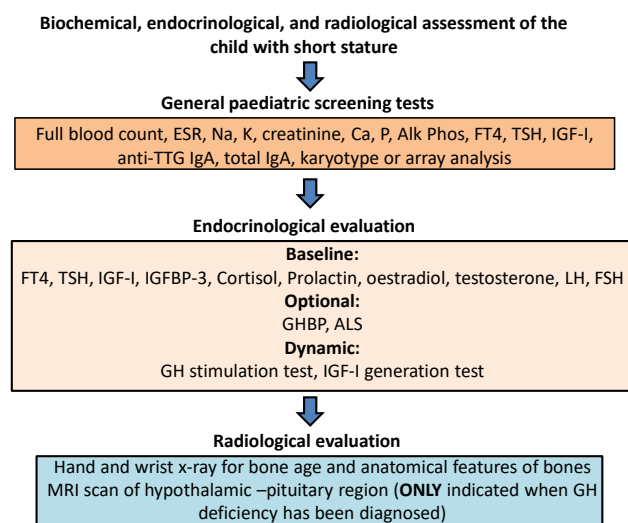 Biochemical, endocrinological, and radiological assessment of the
child with short stature
General paediatric screening tests
Full blood count, ESR, Na, K, creatinine, Ca, P, Alk Phos, FT4, TSH, IGF-I,
anti-TTG IgA, total IgA, karyotype or array analysis
Endocrinological evaluation
Baseline:
FT4, TSH, IGF-I, IGFBP-3, Cortisol, Prolactin, oestradiol, testosterone, LH, FSH
Optional:
GHBP, ALS
Dynamic:
GH stimulation test, IGF-I generation test
Radiological evaluation
Hand and wrist x-ray for bone age and anatomical features of bones
MRI scan of hypothalamic –pituitary region (ONLY indicated when GH
deficiency has been diagnosed)